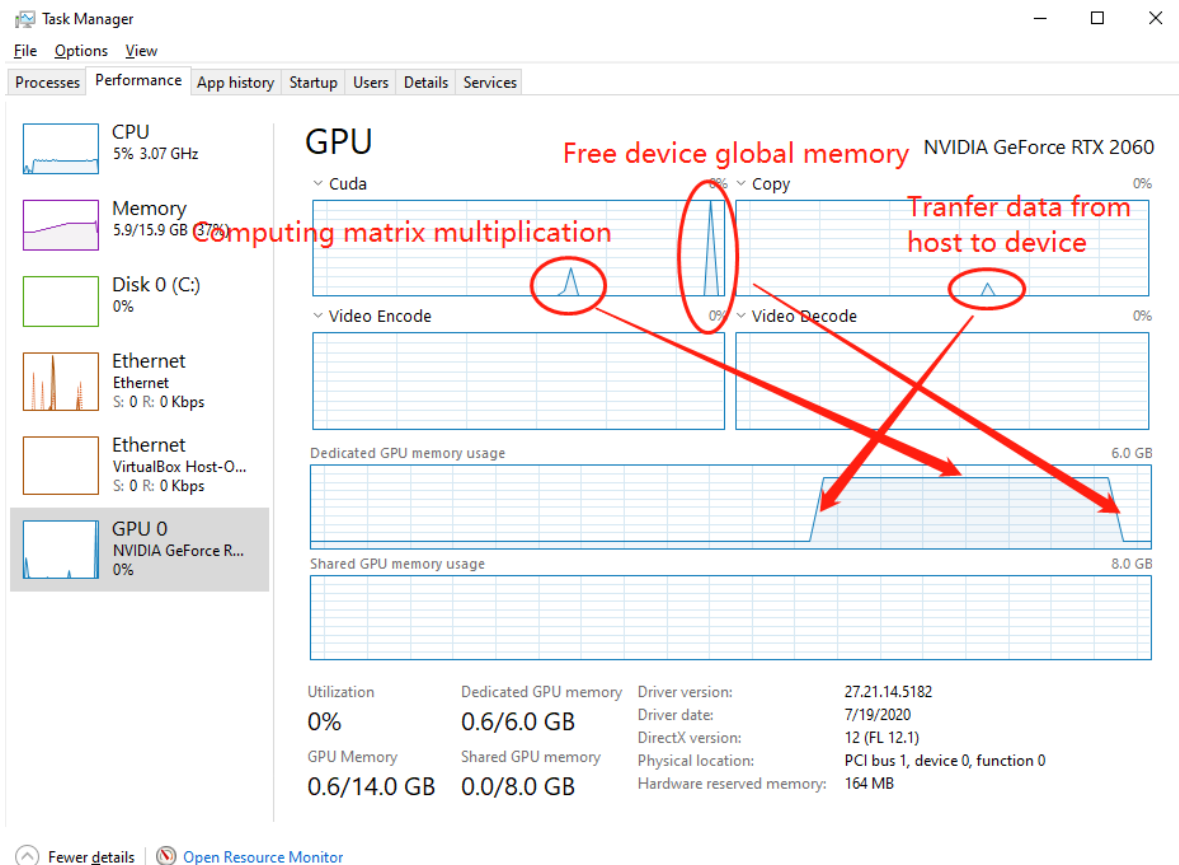 Task Manager
File Options View
Processes Performance App history Startup Users Details Services
CPU
5% 3.07 GHz
Memory
5.9/15.9 GB (37%)
Disk 0 (C:)
0%
Ethernet
Ethernet
S: 0 R: 0 Kbps
Ethernet
VirtualBox Host-O...
S: 0 R: 0 Kbps
GPU 0
NVIDIA GeForce R...
0%
GPU
NVIDIA GeForce RTX 2060
Free device global memory
Cuda 0%
Copy 0%
Tranfer data from
host to device
Computing matrix multiplication
Video Encode 0%
Video Decode 0%
Dedicated GPU memory usage 6.0 GB
Shared GPU memory usage 8.0 GB
Utilization
0%
Dedicated GPU memory
0.6/6.0 GB
GPU Memory
0.6/14.0 GB
Shared GPU memory
0.0/8.0 GB
Driver version: 27.21.14.5182
Driver date: 7/19/2020
DirectX version: 12 (FL 12.1)
Physical location: PCI bus 1, device 0, function 0
Hardware reserved memory: 164 MB
Fewer details
Open Resource Monitor